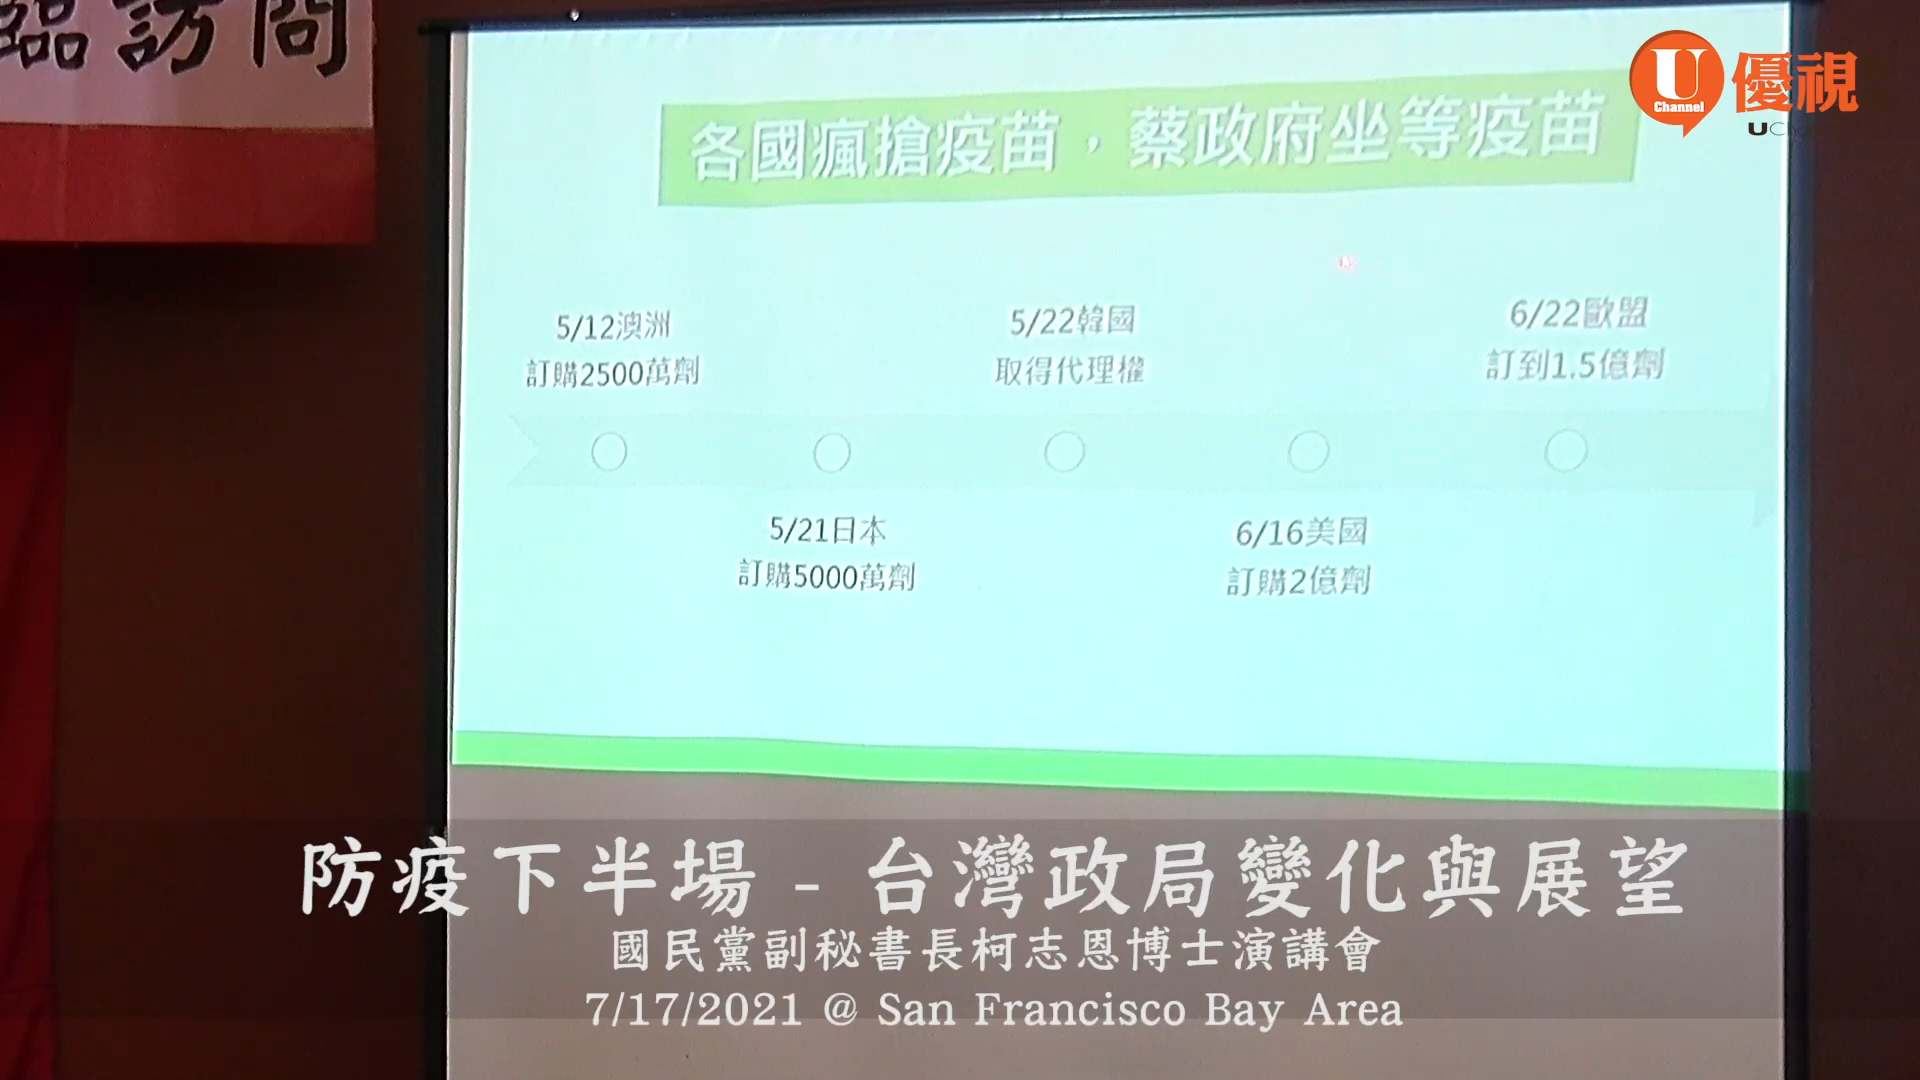 臨訪問
U Channel 優視
各國瘋搶疫苗，蔡政府坐等疫苗
5/12澳洲
訂購2500萬劑
5/22韓國
取得代理權
6/22歐盟
訂到1.5億劑
5/21日本
訂購5000萬劑
6/16美國
訂購2億劑
防疫下半場 - 台灣政局變化與展望
國民黨副秘書長柯志恩博士演講會
7/17/2021 @ San Francisco Bay Area